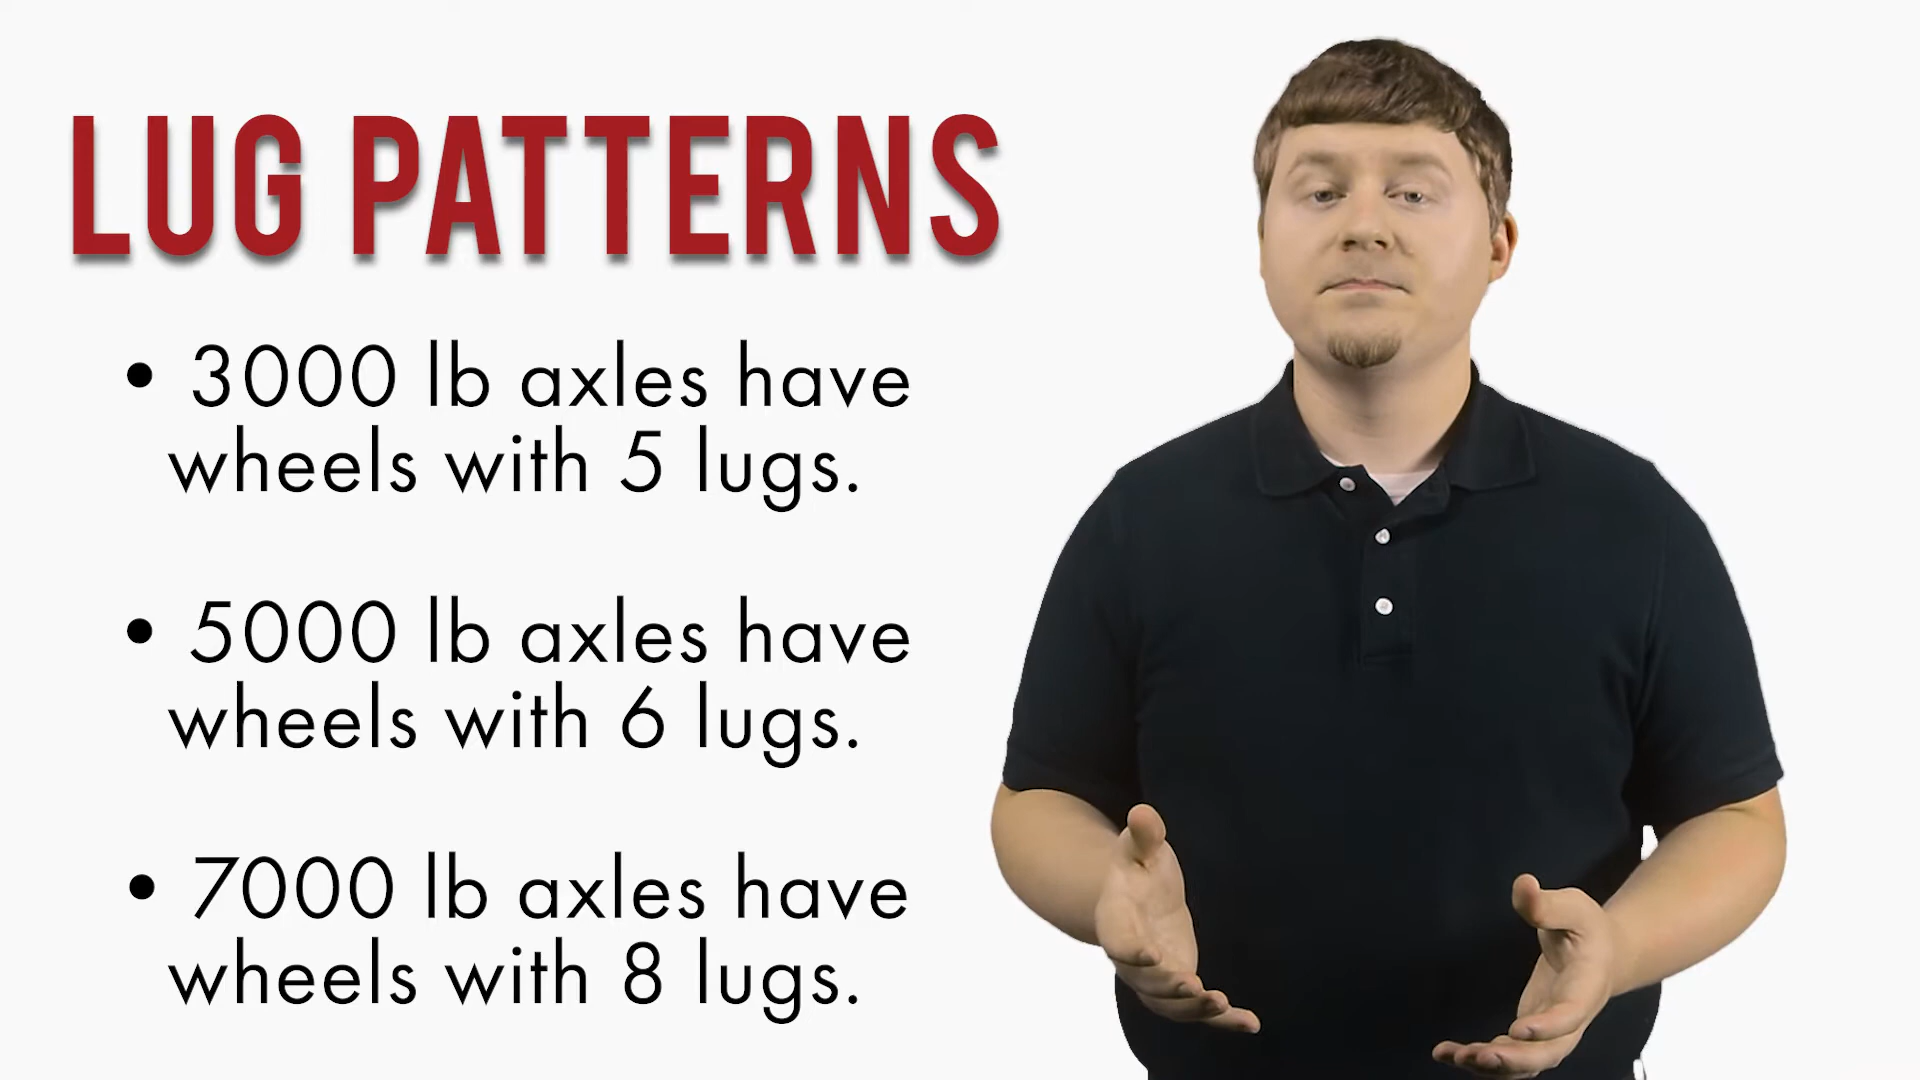 LUG PATTERNS
• 3000 lb axles have
wheels with 5 lugs.
• 5000 lb axles have
wheels with 6 lugs.
• 7000 lb axles have
wheels with 8 lugs.